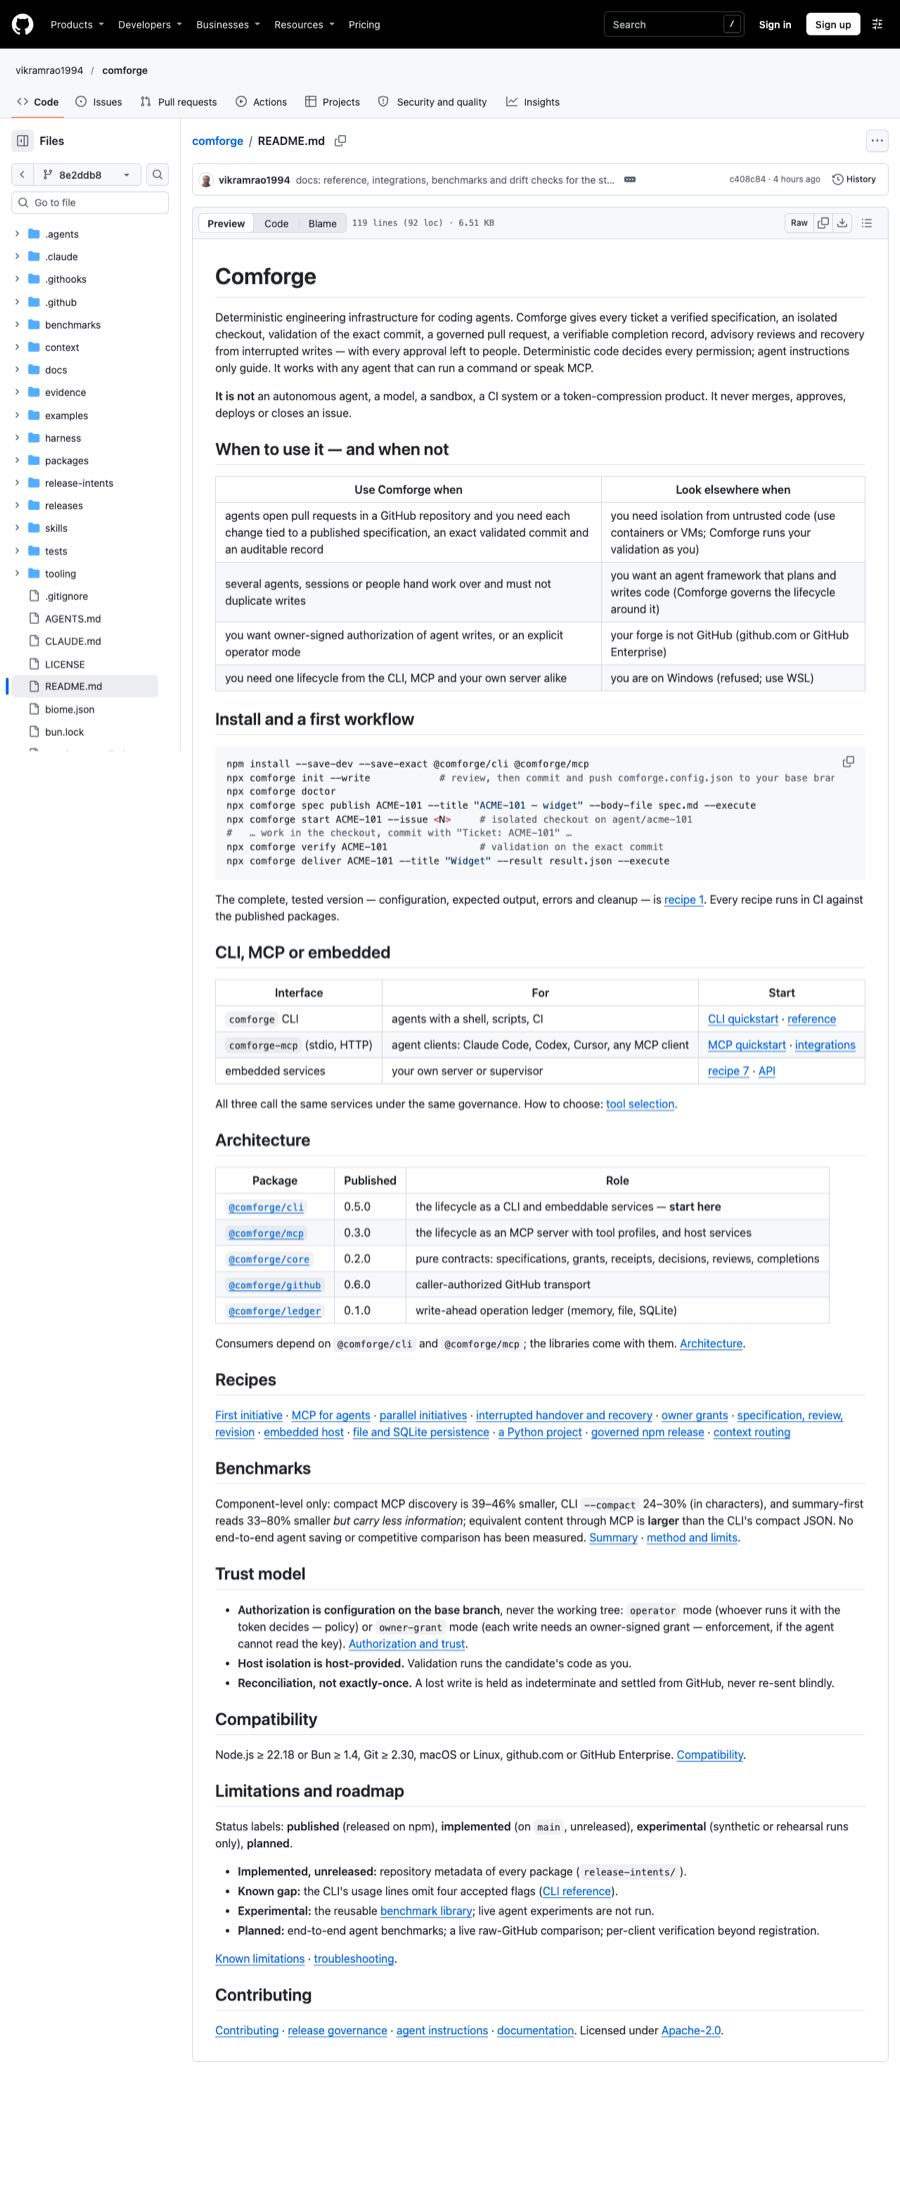 Products Developers Businesses Resources Pricing Search / Sign in Sign up
vikramrao1994 / comforge
Code Issues Pull requests Actions Projects Security and quality Insights
Files
8e2ddb8
Go to file
.agents
.claude
.githooks
.github
benchmarks
context
docs
evidence
examples
harness
packages
release-intents
releases
skills
tests
tooling
.gitignore
AGENTS.md
CLAUDE.md
LICENSE
README.md
biome.json
bun.lock
comforge / README.md
vikramrao1994 docs: reference, integrations, benchmarks and drift checks for the st... c408c84 · 4 hours ago History
Preview Code Blame 119 lines (92 loc) · 6.51 KB Raw
Comforge
Deterministic engineering infrastructure for coding agents. Comforge gives every ticket a verified specification, an isolated
checkout, validation of the exact commit, a governed pull request, a verifiable completion record, advisory reviews and recovery
from interrupted writes — with every approval left to people. Deterministic code decides every permission; agent instructions
only guide. It works with any agent that can run a command or speak MCP.
It is not an autonomous agent, a model, a sandbox, a CI system or a token-compression product. It never merges, approves,
deploys or closes an issue.
When to use it — and when not
Use Comforge when Look elsewhere when
agents open pull requests in a GitHub repository and you need each
change tied to a published specification, an exact validated commit and
an auditable record
you need isolation from untrusted code (use
containers or VMs; Comforge runs your
validation as you)
several agents, sessions or people hand work over and must not
duplicate writes
you want an agent framework that plans and
writes code (Comforge governs the lifecycle
around it)
you want owner-signed authorization of agent writes, or an explicit
operator mode
your forge is not GitHub (github.com or GitHub
Enterprise)
you need one lifecycle from the CLI, MCP and your own server alike
you are on Windows (refused; use WSL)
Install and a first workflow
npm install --save-dev --save-exact @comforge/cli @comforge/mcp
npx comforge init --write # review, then commit and push comforge.config.json to your base bran
npx comforge doctor
npx comforge spec publish ACME-101 --title "ACME-101 — widget" --body-file spec.md --execute
npx comforge start ACME-101 --issue <N> # isolated checkout on agent/acme-101
# … work in the checkout, commit with "Ticket: ACME-101" …
npx comforge verify ACME-101 # validation on the exact commit
npx comforge deliver ACME-101 --title "Widget" --result result.json --execute
The complete, tested version — configuration, expected output, errors and cleanup — is recipe 1. Every recipe runs in CI against
the published packages.
CLI, MCP or embedded
Interface For Start
comforge CLI agents with a shell, scripts, CI CLI quickstart · reference
comforge-mcp (stdio, HTTP) agent clients: Claude Code, Codex, Cursor, any MCP client MCP quickstart · integrations
embedded services your own server or supervisor recipe 7 · API
All three call the same services under the same governance. How to choose: tool selection.
Architecture
Package Published Role
@comforge/cli 0.5.0 the lifecycle as a CLI and embeddable services — start here
@comforge/mcp 0.3.0 the lifecycle as an MCP server with tool profiles, and host services
@comforge/core 0.2.0 pure contracts: specifications, grants, receipts, decisions, reviews, completions
@comforge/github 0.6.0 caller-authorized GitHub transport
@comforge/ledger 0.1.0 write-ahead operation ledger (memory, file, SQLite)
Consumers depend on @comforge/cli and @comforge/mcp; the libraries come with them. Architecture.
Recipes
First initiative · MCP for agents · parallel initiatives · interrupted handover and recovery · owner grants · specification, review,
revision · embedded host · file and SQLite persistence · a Python project · governed npm release · context routing
Benchmarks
Component-level only: compact MCP discovery is 39–46% smaller, CLI --compact 24–30% (in characters), and summary-first
reads 33–80% smaller but carry less information; equivalent content through MCP is larger than the CLI's compact JSON. No
end-to-end agent saving or competitive comparison has been measured. Summary · method and limits.
Trust model
• Authorization is configuration on the base branch, never the working tree: operator mode (whoever runs it with the
token decides — policy) or owner-grant mode (each write needs an owner-signed grant — enforcement, if the agent
cannot read the key). Authorization and trust.
• Host isolation is host-provided. Validation runs the candidate's code as you.
• Reconciliation, not exactly-once. A lost write is held as indeterminate and settled from GitHub, never re-sent blindly.
Compatibility
Node.js ≥ 22.18 or Bun ≥ 1.4, Git ≥ 2.30, macOS or Linux, github.com or GitHub Enterprise. Compatibility.
Limitations and roadmap
Status labels: published (released on npm), implemented (on main, unreleased), experimental (synthetic or rehearsal runs
only), planned.
• Implemented, unreleased: repository metadata of every package (release-intents/).
• Known gap: the CLI's usage lines omit four accepted flags (CLI reference).
• Experimental: the reusable benchmark library; live agent experiments are not run.
• Planned: end-to-end agent benchmarks; a live raw-GitHub comparison; per-client verification beyond registration.
Known limitations · troubleshooting.
Contributing
Contributing · release governance · agent instructions · documentation. Licensed under Apache-2.0.